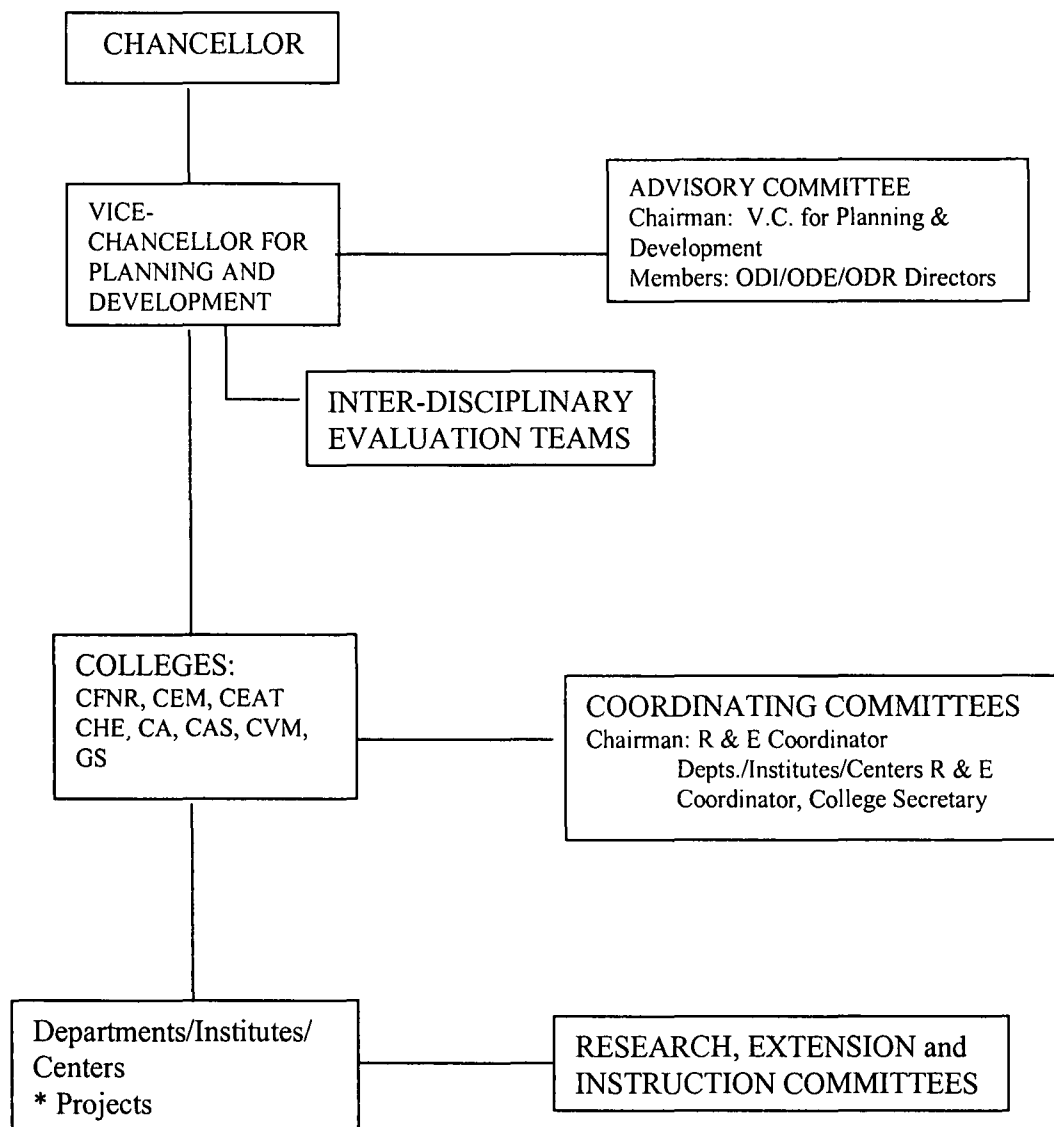 CHANCELLOR
VICE-
CHANCELLOR FOR
PLANNING AND
DEVELOPMENT
ADVISORY COMMITTEE
Chairman: V.C. for Planning &
Development
Members: ODI/ODE/ODR Directors
INTER-DISCIPLINARY
EVALUATION TEAMS
COLLEGES:
CFNR, CEM, CEAT
CHE, CA, CAS, CVM,
GS
COORDINATING COMMITTEES
Chairman: R & E Coordinator
Depts./Institutes/Centers R & E
Coordinator, College Secretary
Departments/Institutes/
Centers
* Projects
RESEARCH, EXTENSION and
INSTRUCTION COMMITTEES